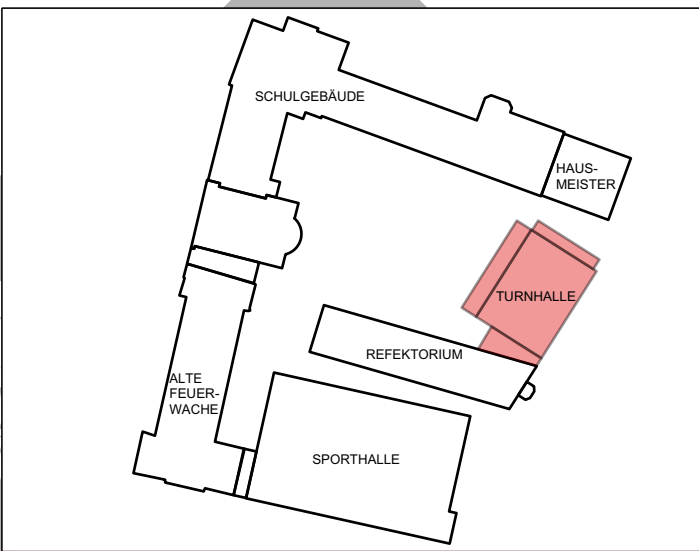 SCHULGEBÄUDE
HAUS-
MEISTER
TURNHALLE
REFEKTORIUM
ALTE
FEUER-
WACHE
SPORTHALLE